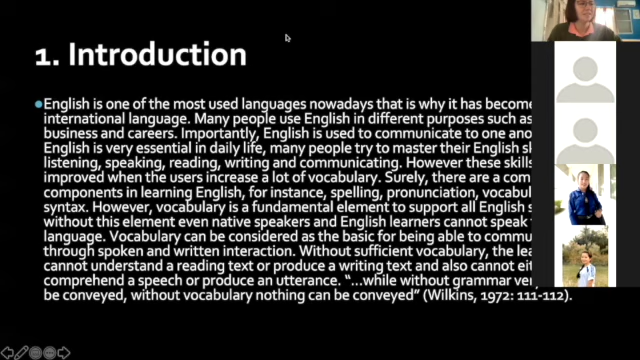 1. Introduction
English is one of the most used languages nowadays that is why it has become
international language. Many people use English in different purposes such as
business and careers. Importantly, English is used to communicate to one
English is very essential in daily life, many people try to master their English
listening, speaking, reading, writing and communicating. However these skills
improved when the users increase a lot of vocabulary. Surely, there are a
components in learning English, for instance, spelling, pronunciation,
syntax. However, vocabulary is a fundamental element to support all English
without this element even native speakers and English learners cannot speak
language. Vocabulary can be considered as the basic for being able to
through spoken and written interaction. Without sufficient vocabulary, the
cannot understand a reading text or produce a writing text and also cannot
comprehend a speech or produce an utterance. “...while without grammar
be conveyed, without vocabulary nothing can be conveyed” (Wilkins, 1972: 111-112).